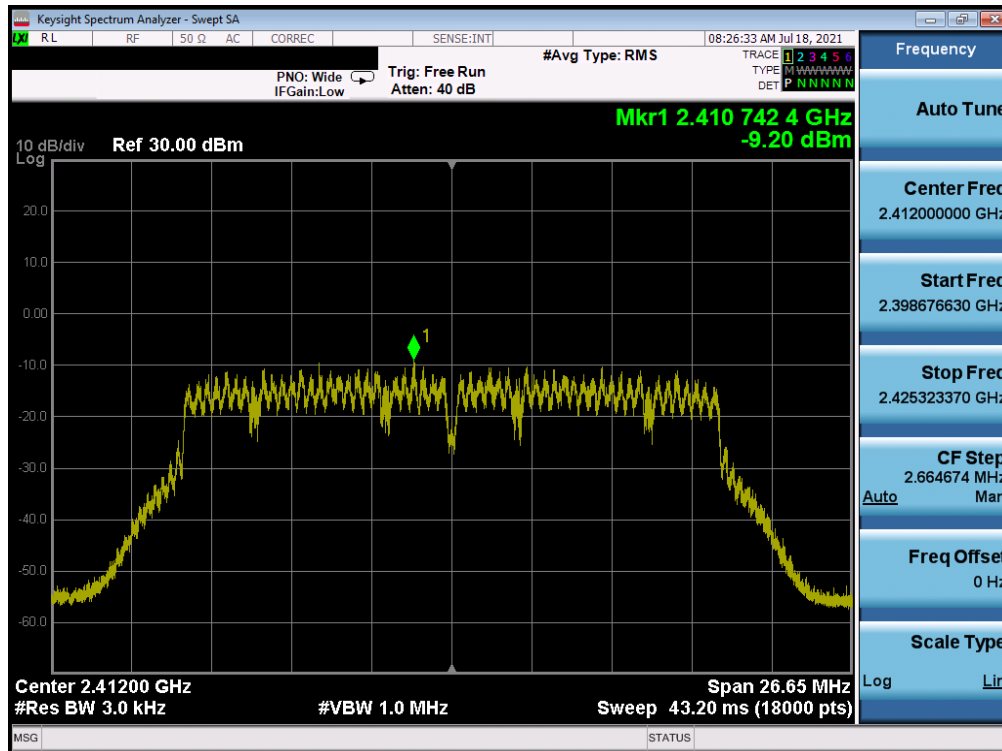 Keysight Spectrum Analyzer - Swept SA
LXI RL RF 50 Ω AC CORREC SENSE:INT 08:26:33 AM Jul 18, 2021
PNO: Wide
IFGain:Low
Trig: Free Run
Atten: 40 dB
#Avg Type: RMS
TRACE 1 2 3 4 5 6
TYPE M W W W W W
DET P N N N N N
Mkr1 2.410 742 4 GHz
-9.20 dBm
10 dB/div Ref 30.00 dBm
Log
20.0
10.0
0.00
-10.0
-20.0
-30.0
-40.0
-50.0
-60.0
1
Center 2.41200 GHz Span 26.65 MHz
#Res BW 3.0 kHz #VBW 1.0 MHz Sweep 43.20 ms (18000 pts)
MSG STATUS
Frequency
Auto Tune
Center Freq
2.412000000 GHz
Start Freq
2.398676630 GHz
Stop Freq
2.425323370 GHz
CF Step
2.664674 MHz
Auto Man
Freq Offset
0 Hz
Scale Type
Log Lin